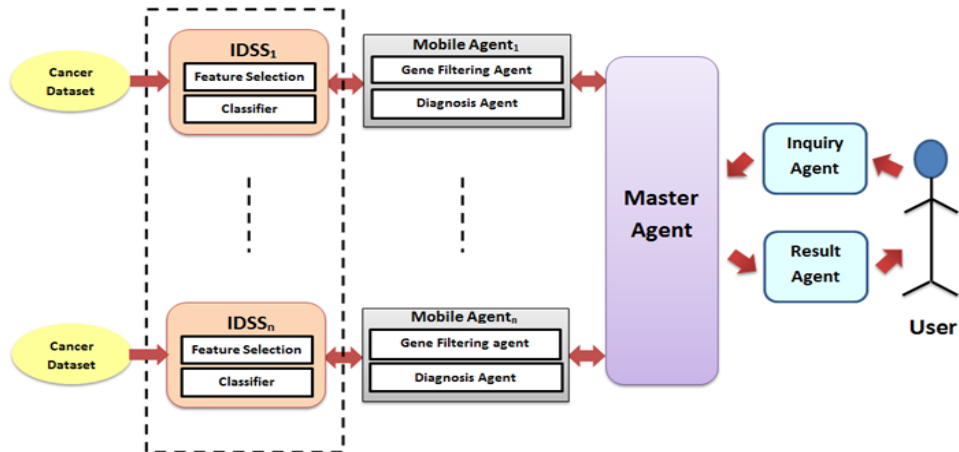 Cancer
Dataset
IDSS1
Feature Selection
Classifier
Mobile Agent1
Gene Filtering Agent
Diagnosis Agent
Master
Agent
Inquiry
Agent
Result
Agent
User
Cancer
Dataset
IDSSn
Feature Selection
Classifier
Mobile Agentn
Gene Filtering agent
Diagnosis Agent